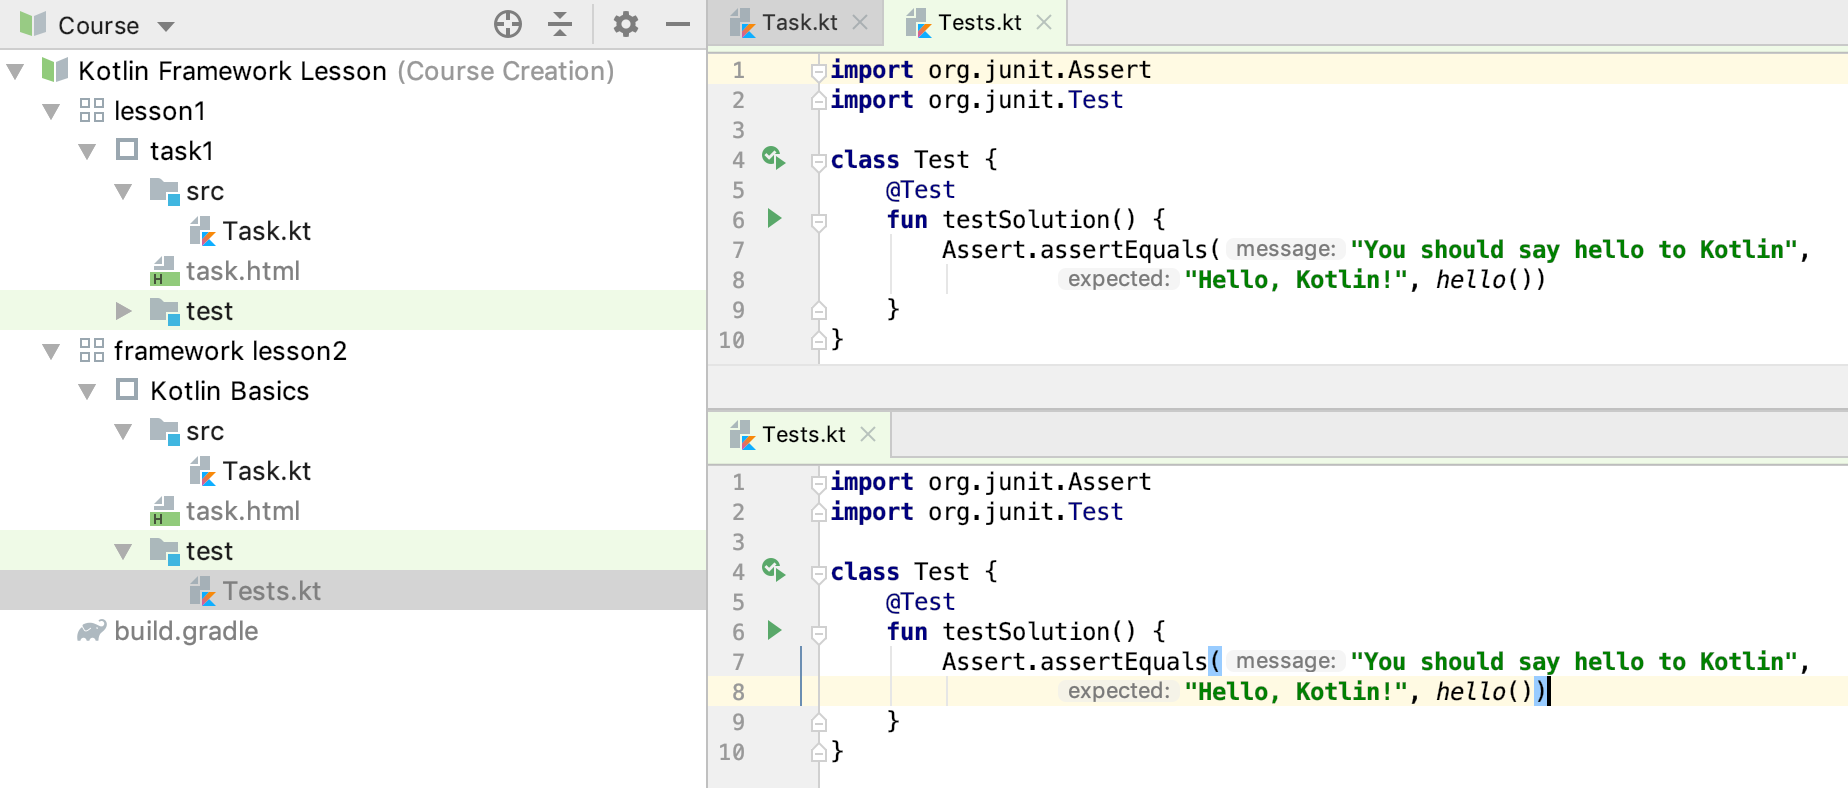 Course
Kotlin Framework Lesson (Course Creation)
lesson1
task1
src
Task.kt
H
task.html
test
framework lesson2
Kotlin Basics
src
Task.kt
H
task.html
test
Tests.kt
build.gradle
Task.kt Tests.kt
1 import org.junit.Assert
2 import org.junit.Test
3
4 class Test {
5 @Test
6 fun testSolution() {
7 Assert.assertEquals( message: "You should say hello to Kotlin",
8 expected: "Hello, Kotlin!", hello())
9 }
10 }
Tests.kt
1 import org.junit.Assert
2 import org.junit.Test
3
4 class Test {
5 @Test
6 fun testSolution() {
7 Assert.assertEquals( message: "You should say hello to Kotlin",
8 expected: "Hello, Kotlin!", hello())
9 }
10 }